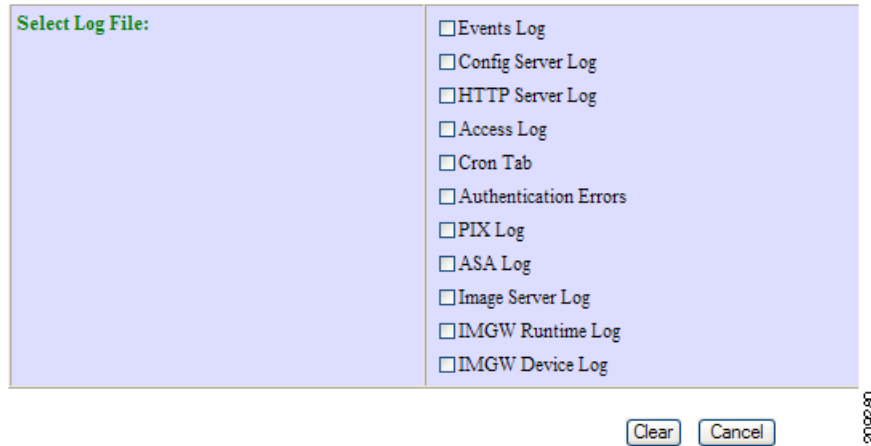 Select Log File:
Events Log
Config Server Log
HTTP Server Log
Access Log
Cron Tab
Authentication Errors
PIX Log
ASA Log
Image Server Log
IMGW Runtime Log
IMGW Device Log
Clear Cancel